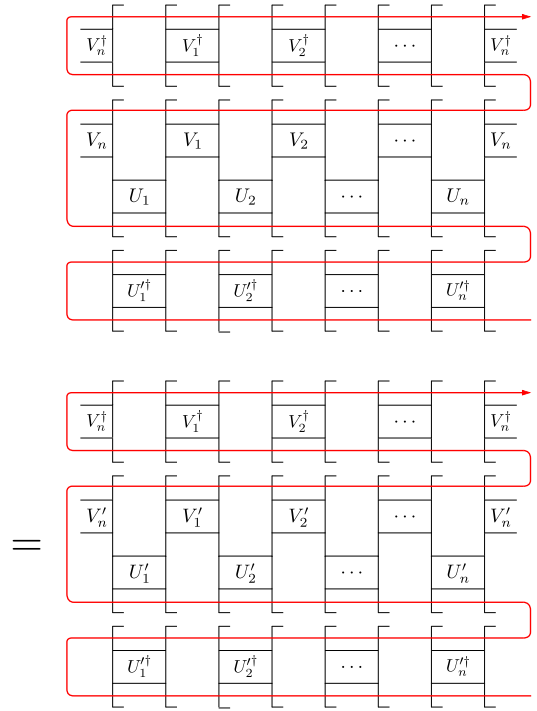 V_n^† V_1^† V_2^† ⋯ V_n^†
V_n V_1 V_2 ⋯ V_n
U_1 U_2 ⋯ U_n
U_1'^† U_2'^† ⋯ U_n'^†
V_n^† V_1^† V_2^† ⋯ V_n^†
=
V_n' V_1' V_2' ⋯ V_n'
U_1' U_2' ⋯ U_n'
U_1'^† U_2'^† ⋯ U_n'^†